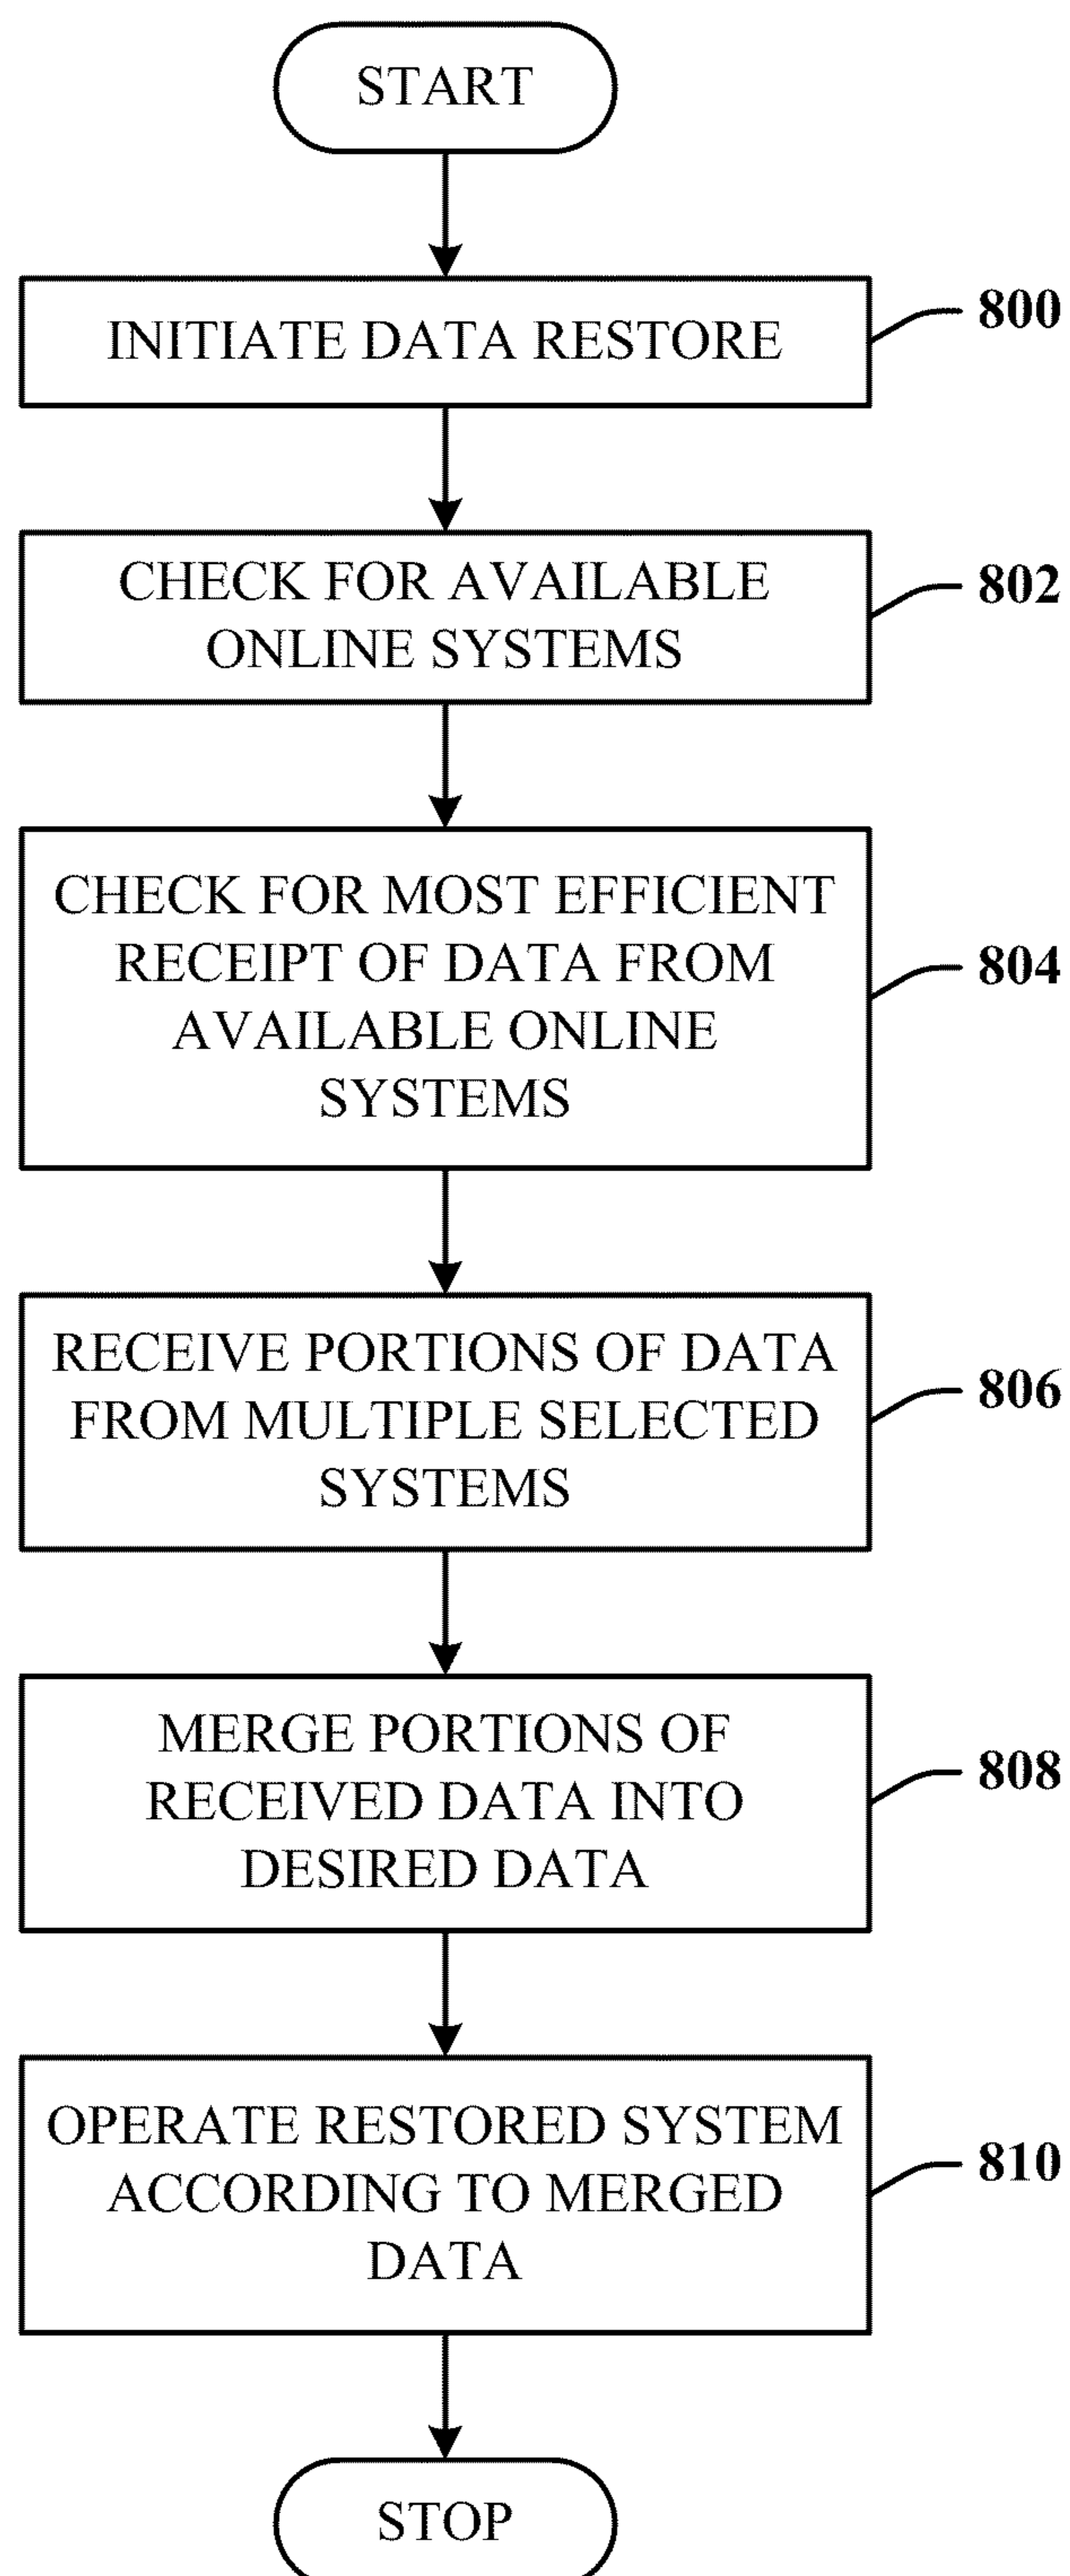 START
INITIATE DATA RESTORE
800
CHECK FOR AVAILABLE
ONLINE SYSTEMS
802
CHECK FOR MOST EFFICIENT
RECEIPT OF DATA FROM
AVAILABLE ONLINE
SYSTEMS
804
RECEIVE PORTIONS OF DATA
FROM MULTIPLE SELECTED
SYSTEMS
806
MERGE PORTIONS OF
RECEIVED DATA INTO
DESIRED DATA
808
OPERATE RESTORED SYSTEM
ACCORDING TO MERGED
DATA
810
STOP